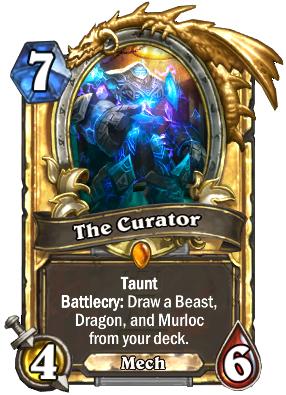 7
The Curator
Taunt
Battlecry: Draw a Beast,
Dragon, and Murloc
from your deck.
4
Mech
6